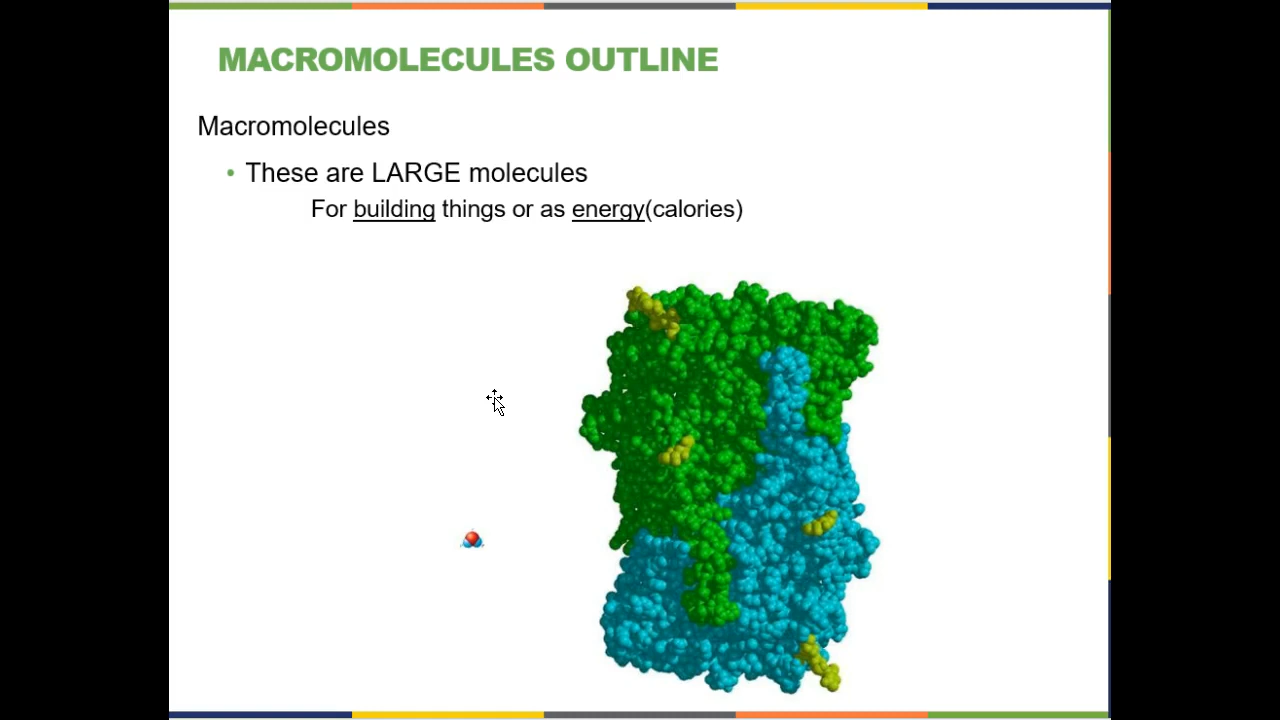 MACROMOLECULES OUTLINE
Macromolecules
• These are LARGE molecules
For building things or as energy(calories)